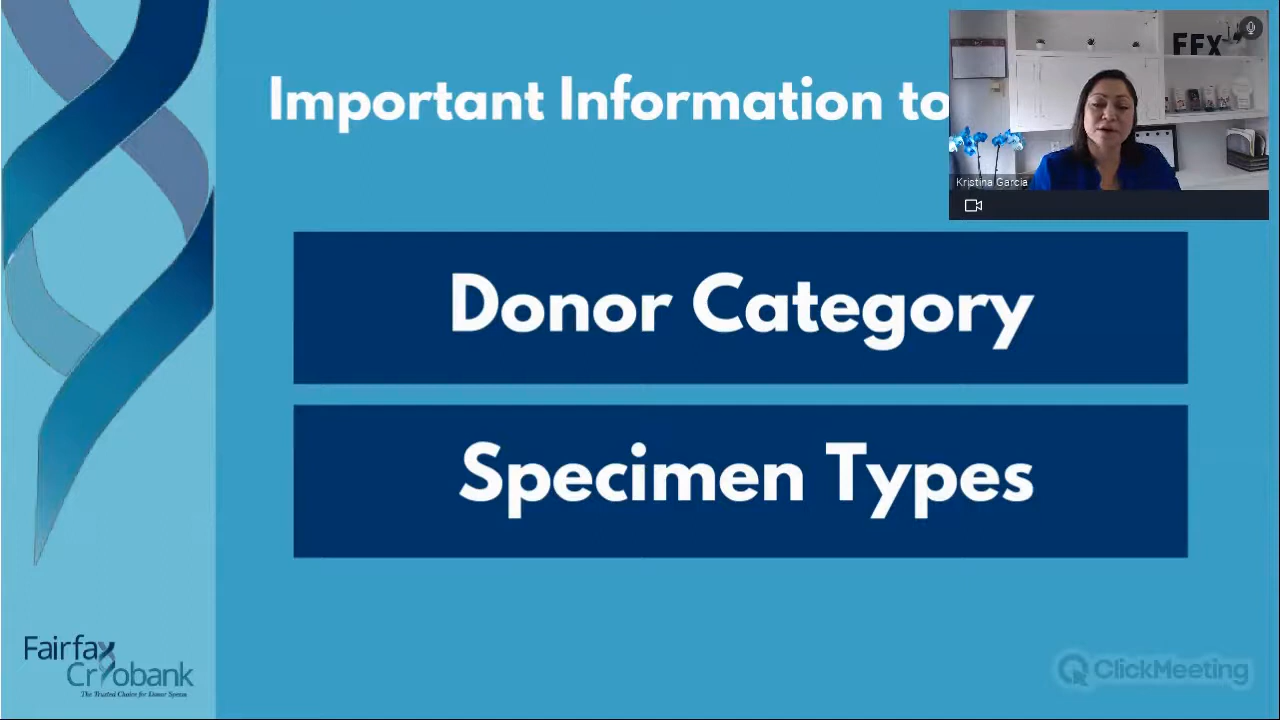 Important Information to
FFX
Kristina Garcia
Donor Category
Specimen Types
Fairfax
Cryobank
The Trusted Choice for Donor Sperm
ClickMeeting